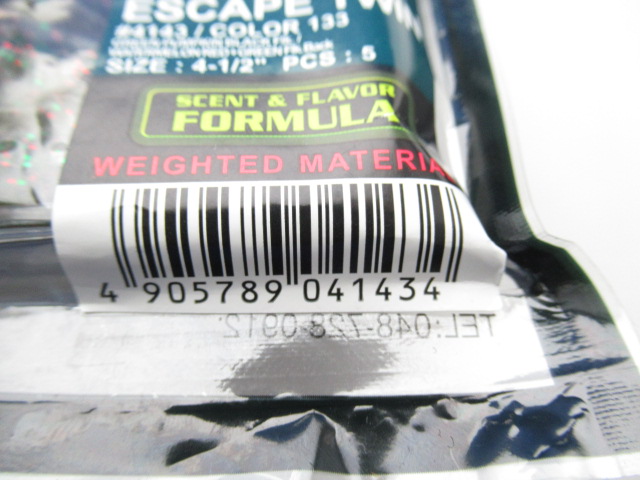 ESCAPE TWIN
#4143 / COLOR 133
SIZE : 4-1/2" PCS : 5
SCENT & FLAVOR
FORMULA
WEIGHTED MATERIA
4 905789 041434
TEL:048-728-0912